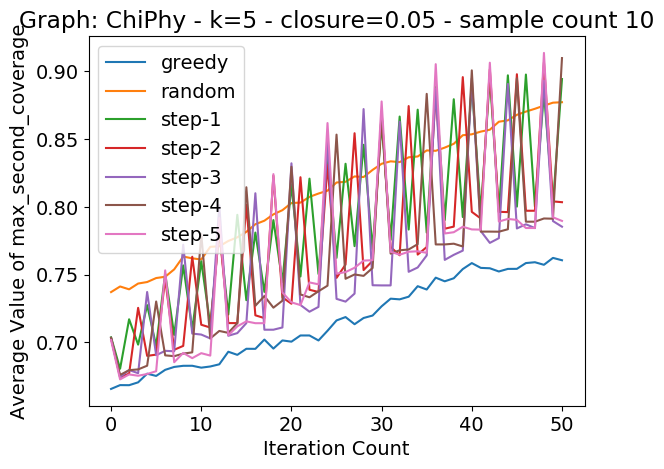 Graph: ChiPhy - k=5 - closure=0.05 - sample count 10
Average Value of max_second_coverage
0.90
0.85
0.80
0.75
0.70
greedy
random
step-1
step-2
step-3
step-4
step-5
0 10 20 30 40 50
Iteration Count